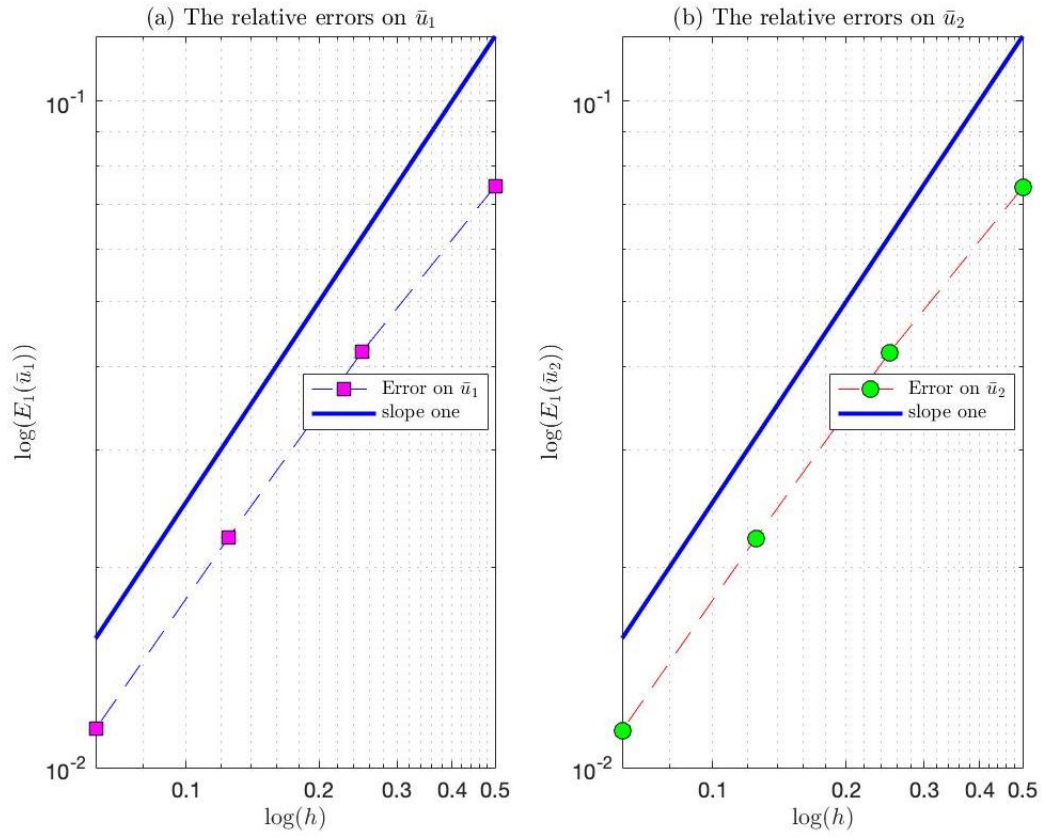 (a) The relative errors on ū₁
10⁻¹
log(E₁(ū₁))
Error on ū₁
slope one
10⁻²
0.1 0.2 0.3 0.4 0.5
log(h)
(b) The relative errors on ū₂
10⁻¹
log(E₁(ū₂))
Error on ū₂
slope one
10⁻²
0.1 0.2 0.3 0.4 0.5
log(h)